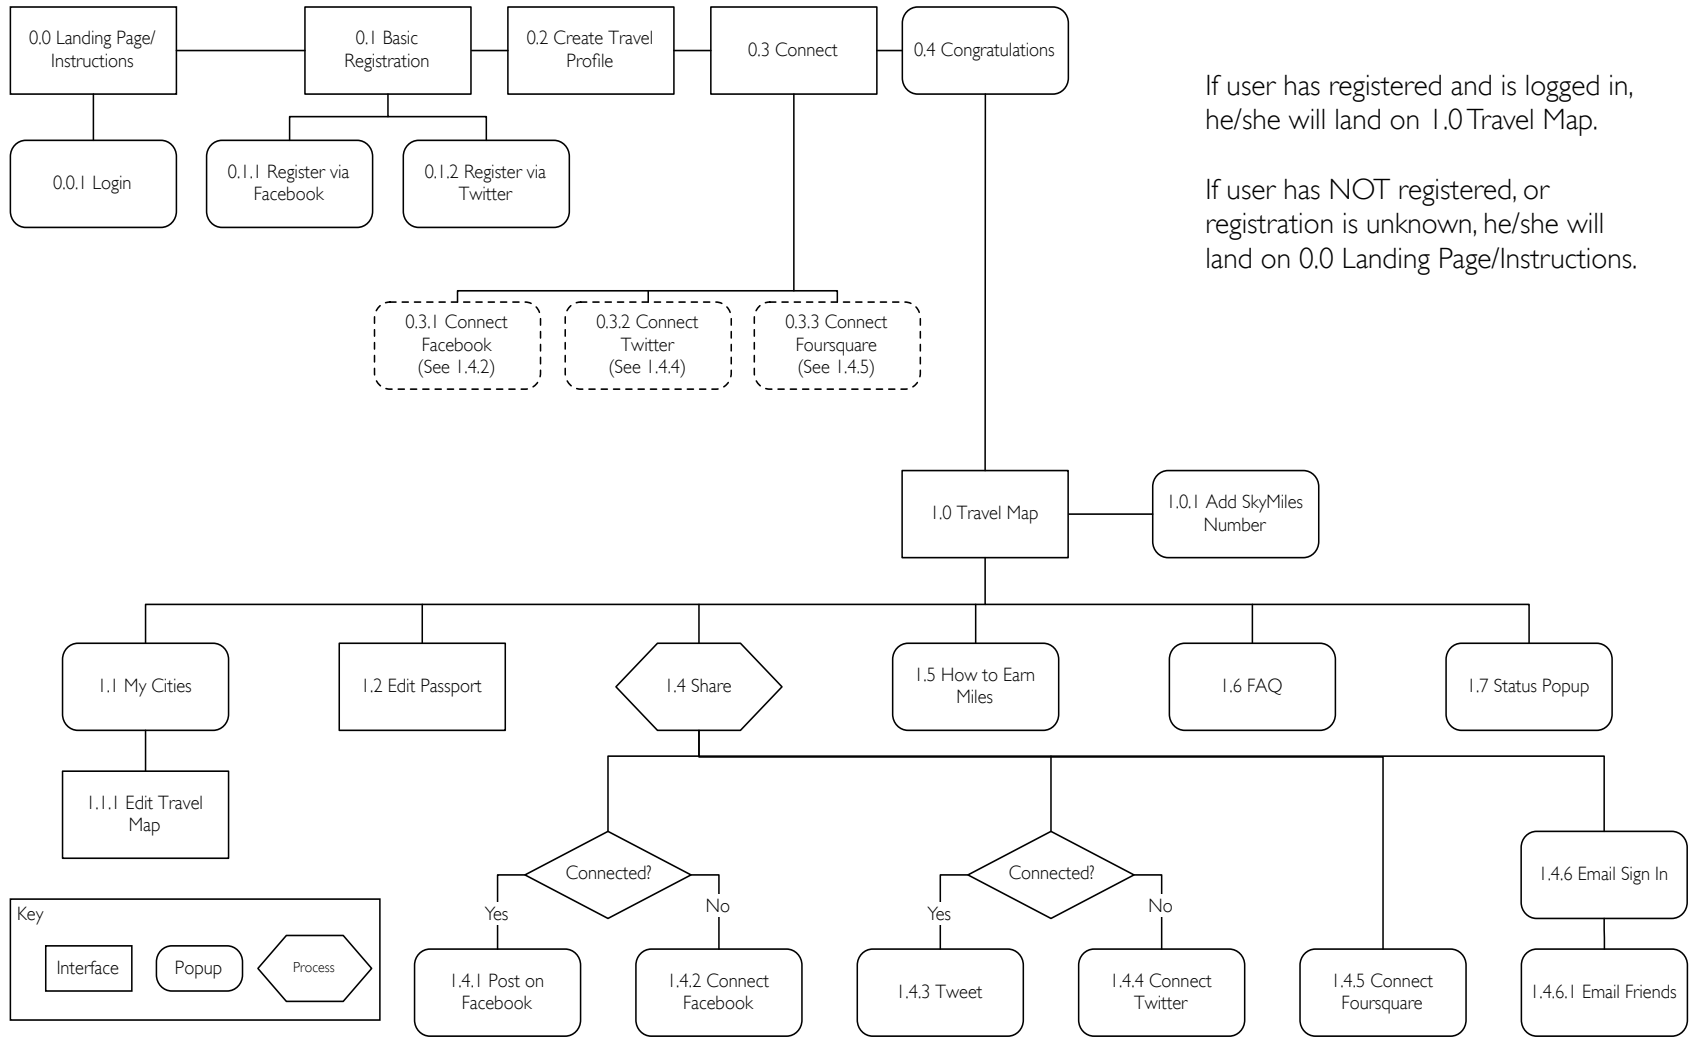 0.0 Landing Page/
Instructions
0.1 Basic
Registration
0.2 Create Travel
Profile
0.3 Connect
0.4 Congratulations
If user has registered and is logged in,
he/she will land on 1.0 Travel Map.
If user has NOT registered, or
registration is unknown, he/she will
land on 0.0 Landing Page/Instructions.
0.0.1 Login
0.1.1 Register via
Facebook
0.1.2 Register via
Twitter
0.3.1 Connect
Facebook
(See 1.4.2)
0.3.2 Connect
Twitter
(See 1.4.4)
0.3.3 Connect
Foursquare
(See 1.4.5)
1.0 Travel Map
1.0.1 Add SkyMiles
Number
1.1 My Cities
1.2 Edit Passport
1.4 Share
1.5 How to Earn
Miles
1.6 FAQ
1.7 Status Popup
1.1.1 Edit Travel
Map
Connected?
Yes
No
Connected?
Yes
No
1.4.6 Email Sign In
Key
Interface
Popup
Process
1.4.1 Post on
Facebook
1.4.2 Connect
Facebook
1.4.3 Tweet
1.4.4 Connect
Twitter
1.4.5 Connect
Foursquare
1.4.6.1 Email Friends